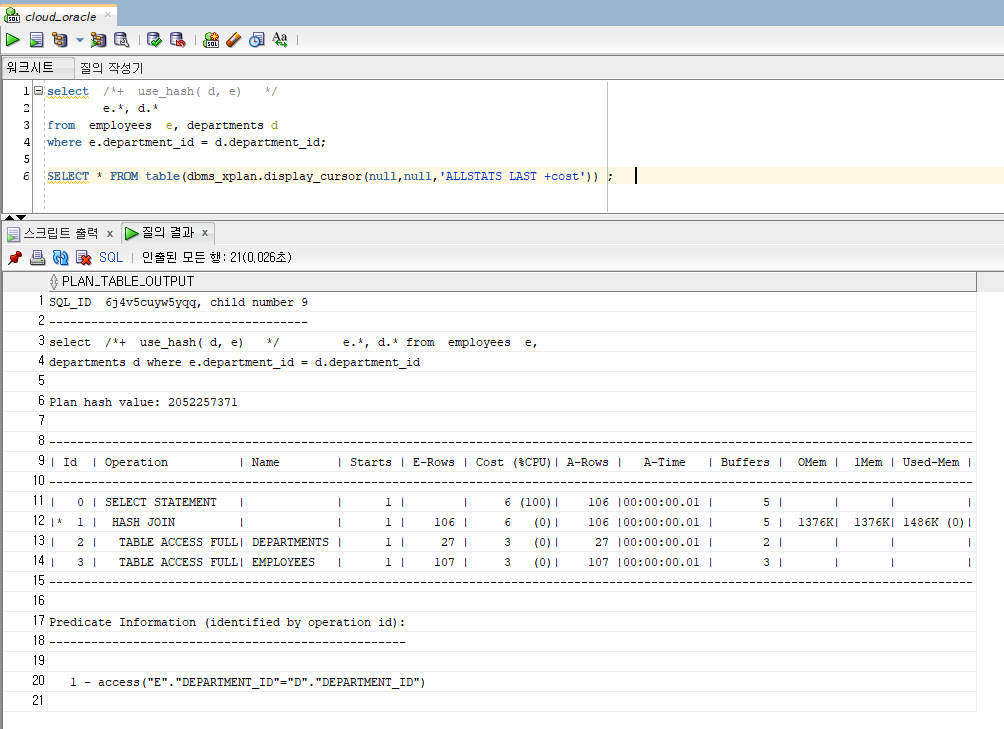 cloud_oracle
워크시트 질의 작성기
1 select  /*+  use_hash( d, e)   */
2         e.*, d.*
3 from  employees  e, departments d
4 where e.department_id = d.department_id;
5
6 SELECT * FROM table(dbms_xplan.display_cursor(null,null,'ALLSTATS LAST +cost')) ;
스크립트 출력 x 질의 결과 x
SQL | 인출된 모든 행: 21(0,026초)
PLAN_TABLE_OUTPUT
1 SQL_ID  6j4v5cuyw5yqq, child number 9
2 -------------------------------------
3 select  /*+  use_hash( d, e)   */         e.*, d.* from  employees  e,
4 departments d where e.department_id = d.department_id
5
6 Plan hash value: 2052257371
7
8 ------------------------------------------------------------------------------------------------------------------------------------
9 | Id  | Operation          | Name        | Starts | E-Rows | Cost (%CPU)| A-Rows |   A-Time   | Buffers |  OMem |  1Mem | Used-Mem |
10 ------------------------------------------------------------------------------------------------------------------------------------
11 |   0 | SELECT STATEMENT   |             |      1 |        |     6 (100)|    106 |00:00:00.01 |       5 |       |       |          |
12 |*  1 |  HASH JOIN         |             |      1 |    106 |     6   (0)|    106 |00:00:00.01 |       5 |  1376K|  1376K| 1486K (0)|
13 |   2 |   TABLE ACCESS FULL| DEPARTMENTS |      1 |     27 |     3   (0)|     27 |00:00:00.01 |       2 |       |       |          |
14 |   3 |   TABLE ACCESS FULL| EMPLOYEES   |      1 |    107 |     3   (0)|    107 |00:00:00.01 |       3 |       |       |          |
15 ------------------------------------------------------------------------------------------------------------------------------------
16
17 Predicate Information (identified by operation id):
18 ---------------------------------------------------
19
20    1 - access("E"."DEPARTMENT_ID"="D"."DEPARTMENT_ID")
21